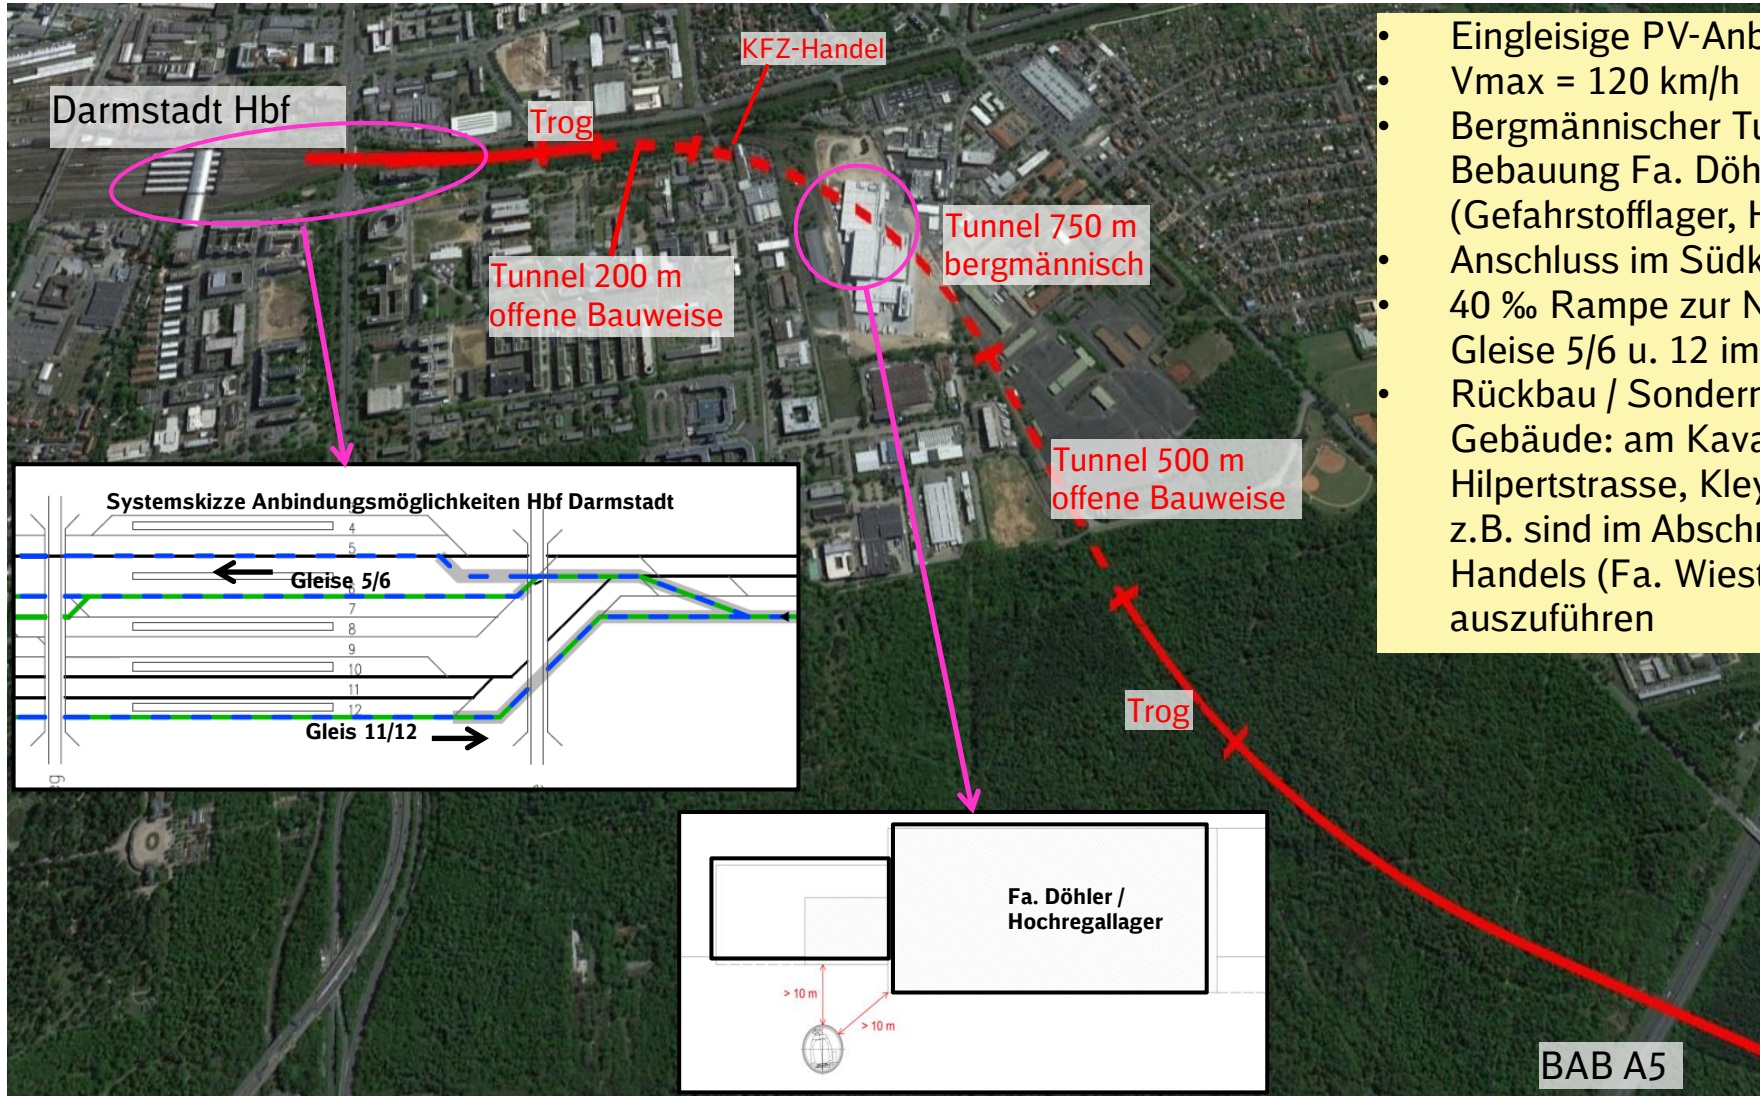 Darmstadt Hbf
KFZ-Handel
Trog
Tunnel 200 m
offene Bauweise
Tunnel 750 m
bergmännisch
Tunnel 500 m
offene Bauweise
Trog
BAB A5
• Eingleisige PV-Anb
• Vmax = 120 km/h
• Bergmännischer Tu
Bebauung Fa. Döh
(Gefahrstofflager, H
• Anschluss im Südk
• 40 ‰ Rampe zur N
Gleise 5/6 u. 12 im
• Rückbau / Sonderm
Gebäude: am Kava
Hilpertstrasse, Kley
z.B. sind im Abschn
Handels (Fa. Wiest
auszuführen
Systemskizze Anbindungsmöglichkeiten Hbf Darmstadt
4
5
Gleise 5/6
6
7
8
9
10
11
12
Gleis 11/12
Fa. Döhler /
Hochregallager
> 10 m
> 10 m